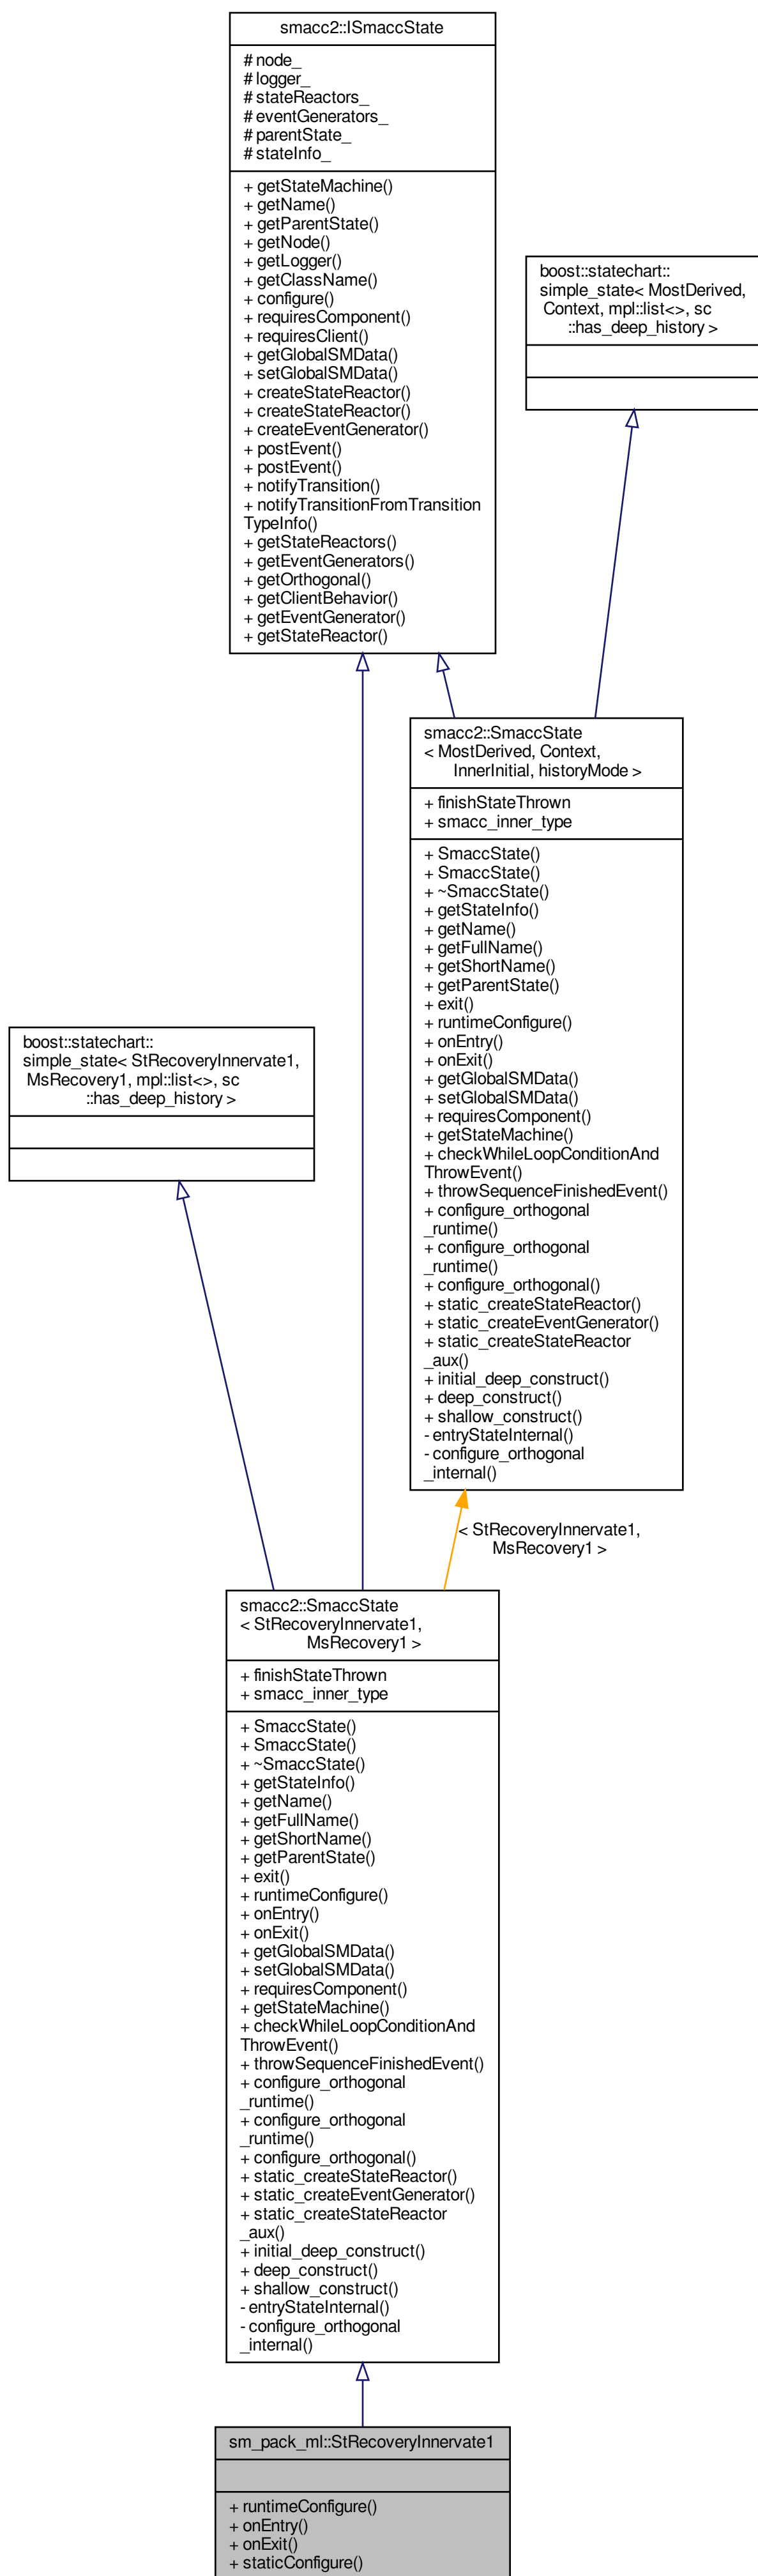 smacc2::ISmaccState
# node_
# logger_
# stateReactors_
# eventGenerators_
# parentState_
# stateInfo_
+ getStateMachine()
+ getName()
+ getParentState()
+ getNode()
+ getLogger()
+ getClassName()
+ configure()
+ requiresComponent()
+ requiresClient()
+ getGlobalSMData()
+ setGlobalSMData()
+ createStateReactor()
+ createStateReactor()
+ createEventGenerator()
+ postEvent()
+ postEvent()
+ notifyTransition()
+ notifyTransitionFromTransition
TypeInfo()
+ getStateReactors()
+ getEventGenerators()
+ getOrthogonal()
+ getClientBehavior()
+ getEventGenerator()
+ getStateReactor()
boost::statechart::
simple_state< MostDerived,
Context, mpl::list<>, sc
::has_deep_history >
smacc2::SmaccState
< MostDerived, Context,
InnerInitial, historyMode >
+ finishStateThrown
+ smacc_inner_type
+ SmaccState()
+ SmaccState()
+ ~SmaccState()
+ getStateInfo()
+ getName()
+ getFullName()
+ getShortName()
+ getParentState()
+ exit()
+ runtimeConfigure()
+ onEntry()
+ onExit()
+ getGlobalSMData()
+ setGlobalSMData()
+ requiresComponent()
+ getStateMachine()
+ checkWhileLoopConditionAnd
ThrowEvent()
+ throwSequenceFinishedEvent()
+ configure_orthogonal
_runtime()
+ configure_orthogonal
_runtime()
+ configure_orthogonal()
+ static_createStateReactor()
+ static_createEventGenerator()
+ static_createStateReactor
_aux()
+ initial_deep_construct()
+ deep_construct()
+ shallow_construct()
- entryStateInternal()
- configure_orthogonal
_internal()
boost::statechart::
simple_state< StRecoveryInnervate1,
MsRecovery1, mpl::list<>, sc
::has_deep_history >
< StRecoveryInnervate1,
MsRecovery1 >
smacc2::SmaccState
< StRecoveryInnervate1,
MsRecovery1 >
+ finishStateThrown
+ smacc_inner_type
+ SmaccState()
+ SmaccState()
+ ~SmaccState()
+ getStateInfo()
+ getName()
+ getFullName()
+ getShortName()
+ getParentState()
+ exit()
+ runtimeConfigure()
+ onEntry()
+ onExit()
+ getGlobalSMData()
+ setGlobalSMData()
+ requiresComponent()
+ getStateMachine()
+ checkWhileLoopConditionAnd
ThrowEvent()
+ throwSequenceFinishedEvent()
+ configure_orthogonal
_runtime()
+ configure_orthogonal
_runtime()
+ configure_orthogonal()
+ static_createStateReactor()
+ static_createEventGenerator()
+ static_createStateReactor
_aux()
+ initial_deep_construct()
+ deep_construct()
+ shallow_construct()
- entryStateInternal()
- configure_orthogonal
_internal()
sm_pack_ml::StRecoveryInnervate1
+ runtimeConfigure()
+ onEntry()
+ onExit()
+ staticConfigure()